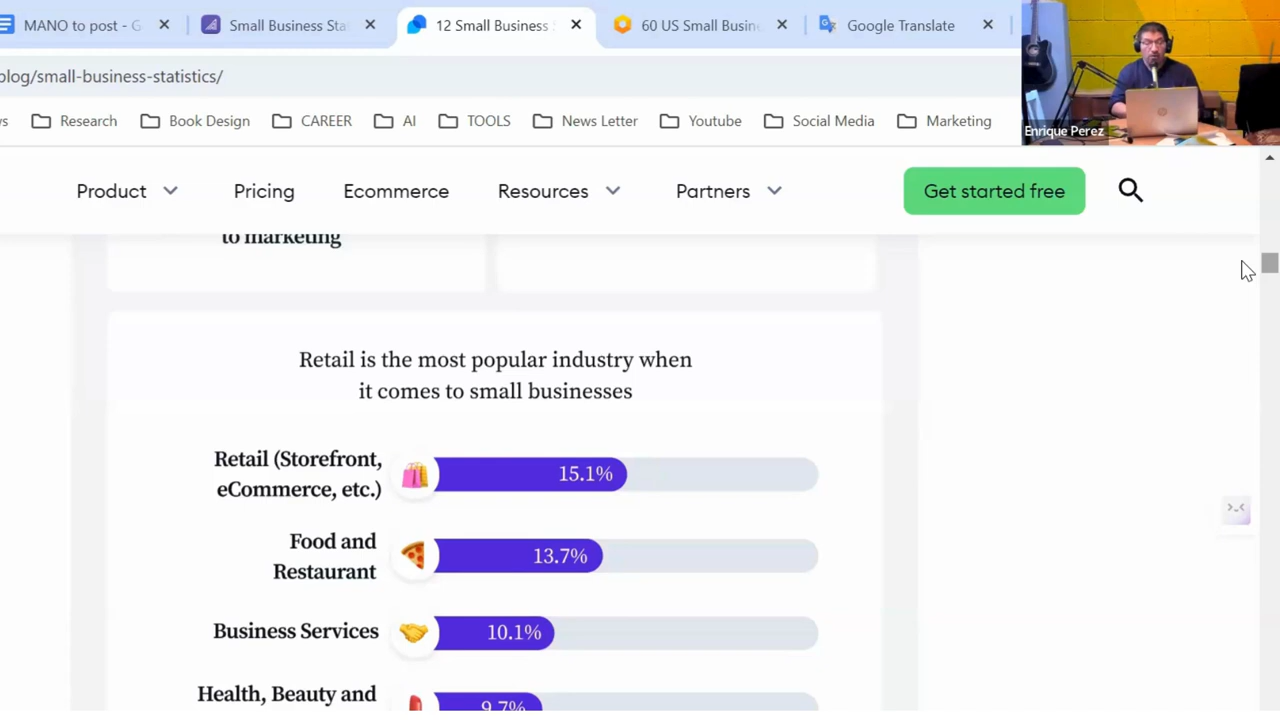 MANO to post - G
Small Business Sta
12 Small Business S
60 US Small Busin
Google Translate
blog/small-business-statistics/
vs
Research
Book Design
CAREER
AI
TOOLS
News Letter
Youtube
Social Media
Marketing
Enrique Perez
Product
Pricing
Ecommerce
Resources
Partners
Get started free
to marketing
Retail is the most popular industry when
it comes to small businesses
Retail (Storefront,
eCommerce, etc.)
15.1%
Food and
Restaurant
13.7%
Business Services
10.1%
Health, Beauty and
9.7%